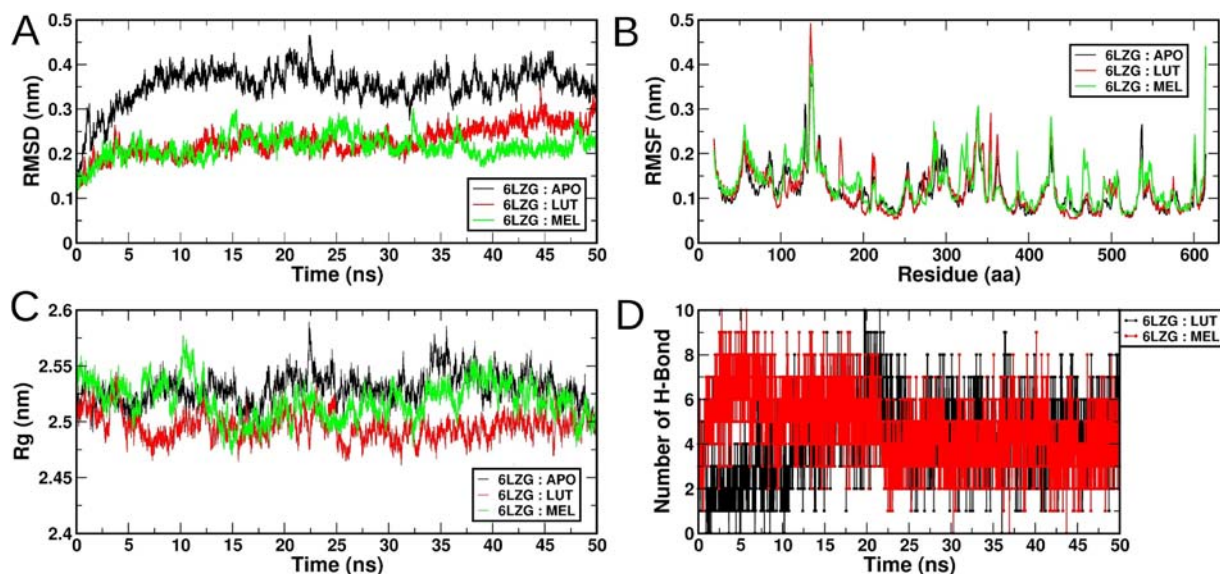 A
RMSD (nm)
0.5
0.4
0.3
0.2
0.1
0
0 5 10 15 20 25 30 35 40 45 50
Time (ns)
6LZG : APO
6LZG : LUT
6LZG : MEL
B
RMSF (nm)
0.5
0.4
0.3
0.2
0.1
0
100 200 300 400 500 600
Residue (aa)
6LZG : APO
6LZG : LUT
6LZG : MEL
C
Rg (nm)
2.6
2.55
2.5
2.45
2.4
0 5 10 15 20 25 30 35 40 45 50
Time (ns)
6LZG : APO
6LZG : LUT
6LZG : MEL
D
Number of H-Bond
10
8
6
4
2
0
0 5 10 15 20 25 30 35 40 45 50
Time (ns)
6LZG : LUT
6LZG : MEL